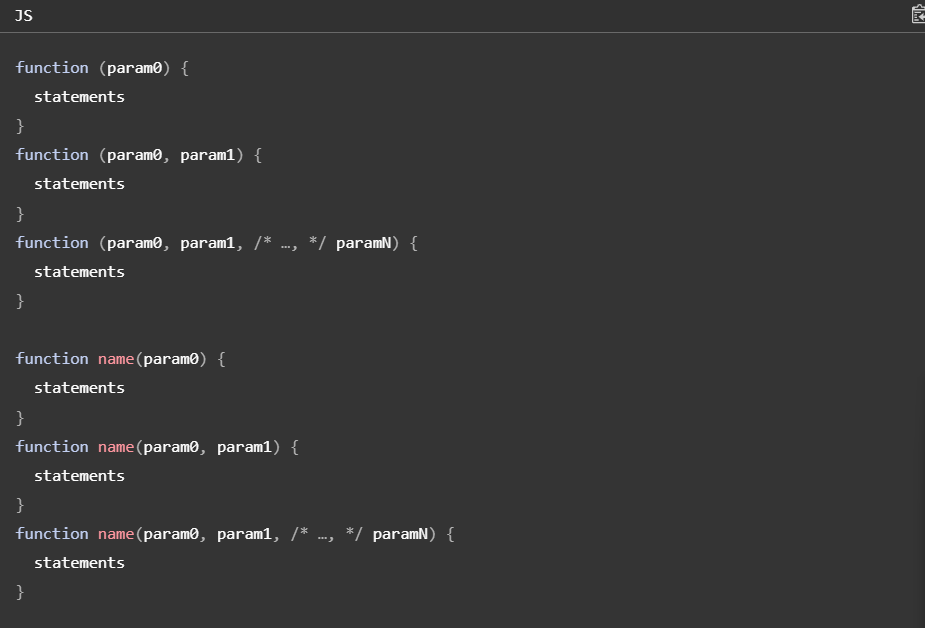 JS
function (param0) {
  statements
}
function (param0, param1) {
  statements
}
function (param0, param1, /* …, */ paramN) {
  statements
}

function name(param0) {
  statements
}
function name(param0, param1) {
  statements
}
function name(param0, param1, /* …, */ paramN) {
  statements
}